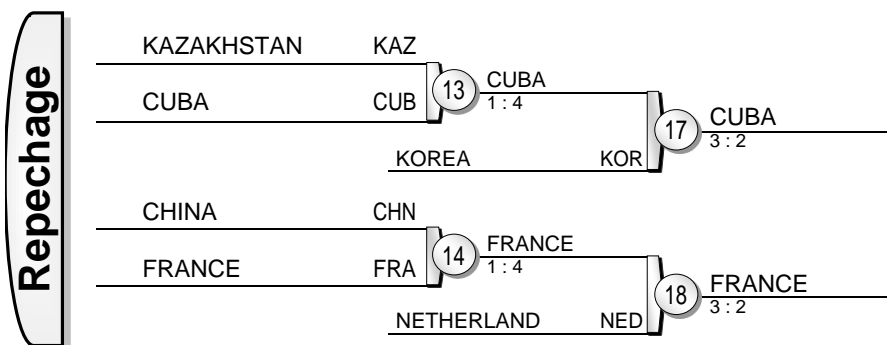 Repechage
KAZAKHSTAN KAZ
CUBA CUB
13
CUBA
1 : 4
KOREA KOR
17
CUBA
3 : 2
CHINA CHN
FRANCE FRA
14
FRANCE
1 : 4
NETHERLAND NED
18
FRANCE
3 : 2